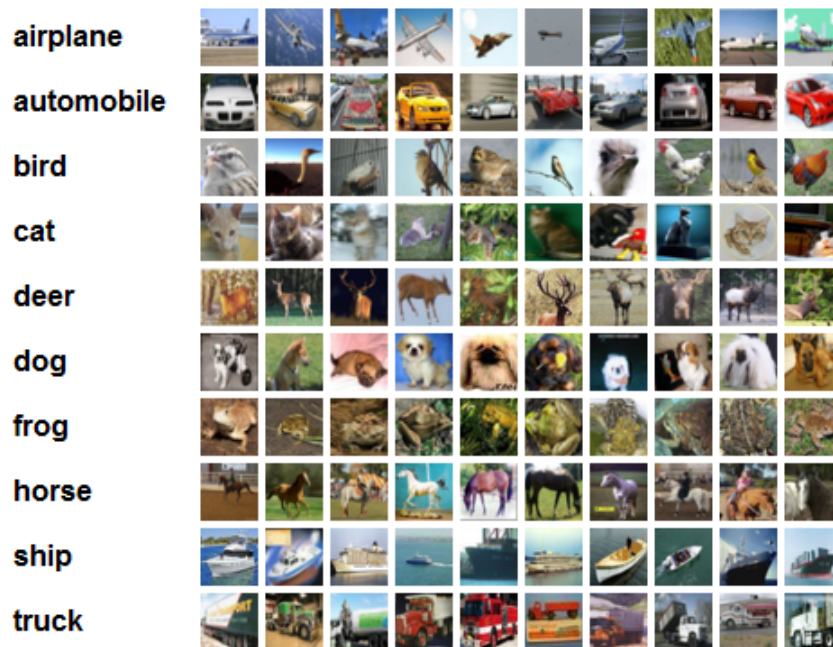 airplane
automobile
bird
cat
deer
dog
frog
horse
ship
truck